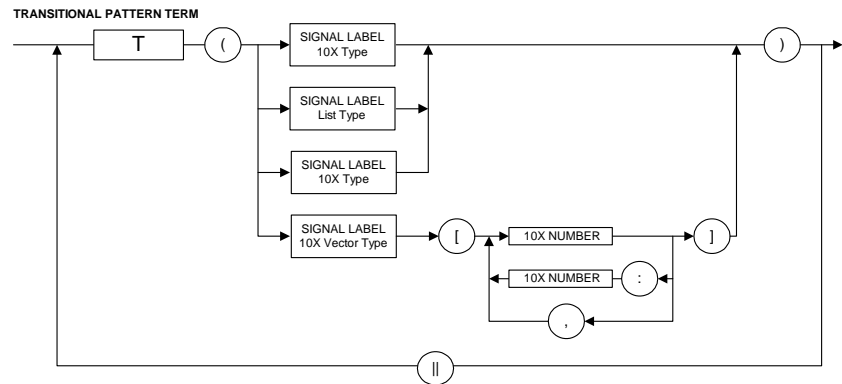 TRANSITIONAL PATTERN TERM
T
(
SIGNAL LABEL
10X Type
)
SIGNAL LABEL
List Type
SIGNAL LABEL
10X Type
SIGNAL LABEL
10X Vector Type
[
10X NUMBER
]
10X NUMBER
:
,
||